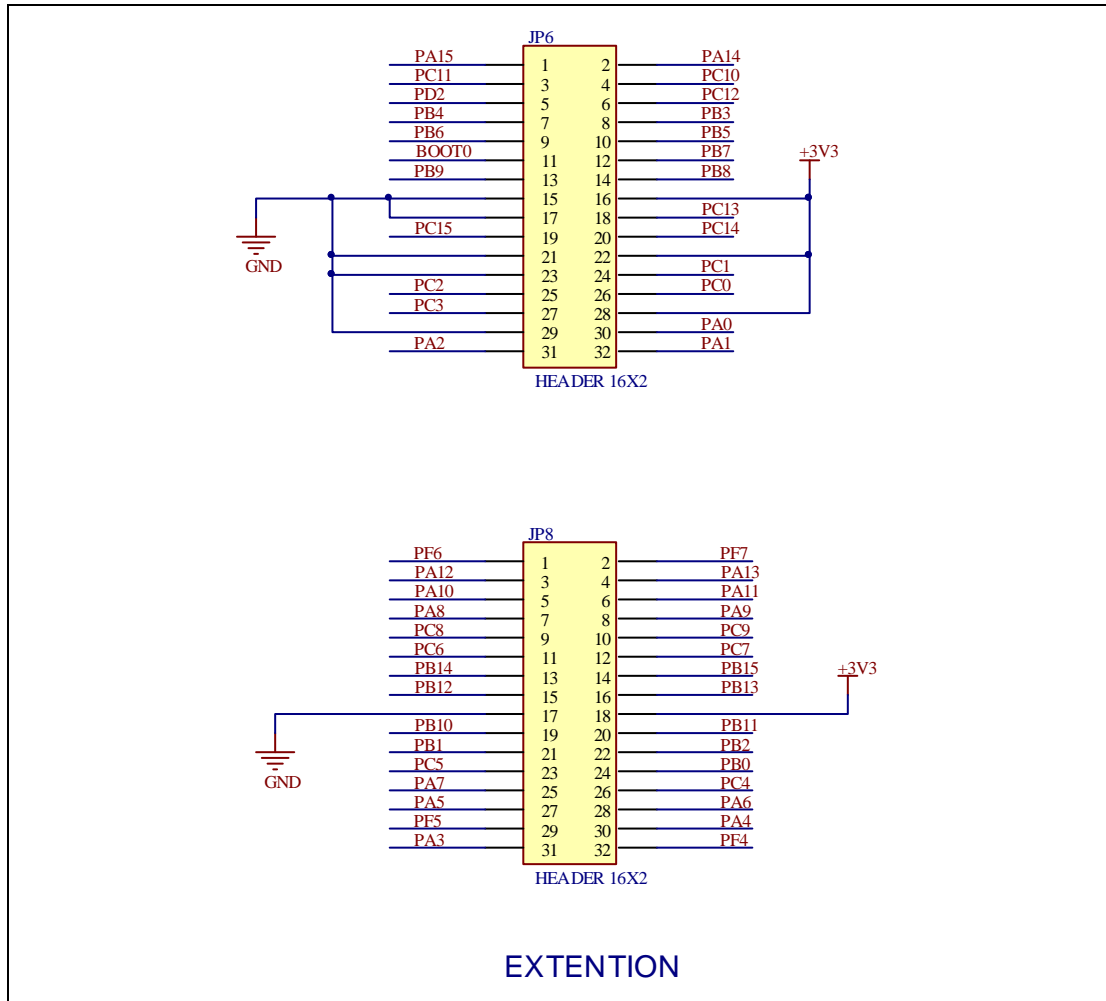 JP6
PA15 1 2 PA14
PC11 3 4 PC10
PD2 5 6 PC12
PB4 7 8 PB3
PB6 9 10 PB5
BOOT0 11 12 PB7 +3V3
PB9 13 14 PB8
15 16
17 18 PC13
PC15 19 20 PC14
21 22
GND
23 24 PC1
PC2 25 26 PC0
PC3 27 28
29 30 PA0
PA2 31 32 PA1
HEADER 16X2
JP8
PF6 1 2 PF7
PA12 3 4 PA13
PA10 5 6 PA11
PA8 7 8 PA9
PC8 9 10 PC9
PC6 11 12 PC7
PB14 13 14 PB15 +3V3
PB12 15 16 PB13
17 18
PB10 19 20 PB11
PB1 21 22 PB2
PC5 23 24 PB0
GND
PA7 25 26 PC4
PA5 27 28 PA6
PF5 29 30 PA4
PA3 31 32 PF4
HEADER 16X2
EXTENTION